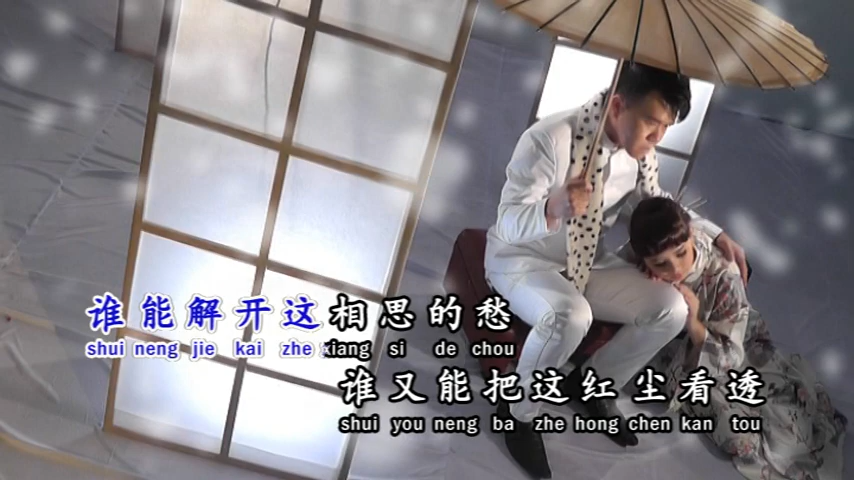 谁能解开这相思的愁
shui neng jie kai zhe xiang si de chou
谁又能把这红尘看透
shui you neng ba zhe hong chen kan tou